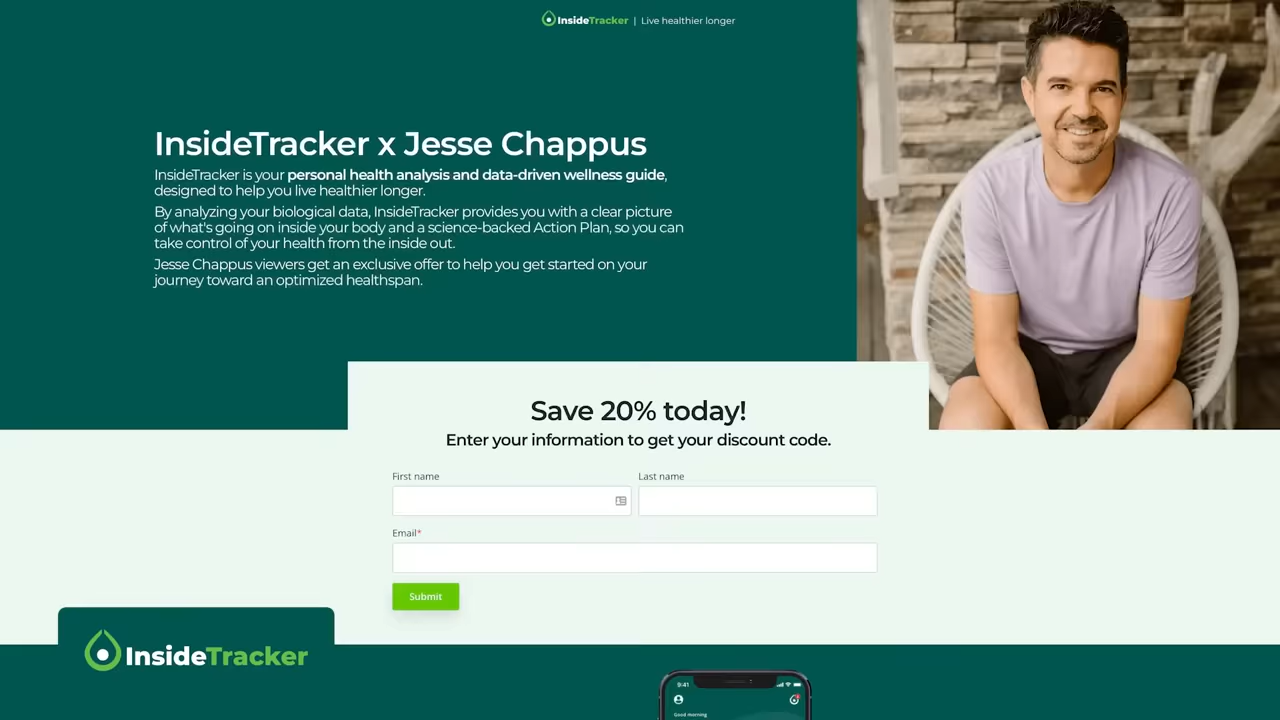 InsideTracker | Live healthier longer
InsideTracker x Jesse Chappus
InsideTracker is your personal health analysis and data-driven wellness guide,
designed to help you live healthier longer.
By analyzing your biological data, InsideTracker provides you with a clear picture
of what's going on inside your body and a science-backed Action Plan, so you can
take control of your health from the inside out.
Jesse Chappus viewers get an exclusive offer to help you get started on your
journey toward an optimized healthspan.
Save 20% today!
Enter your information to get your discount code.
First name
Last name
Email*
Submit
InsideTracker
9:41
Good morning